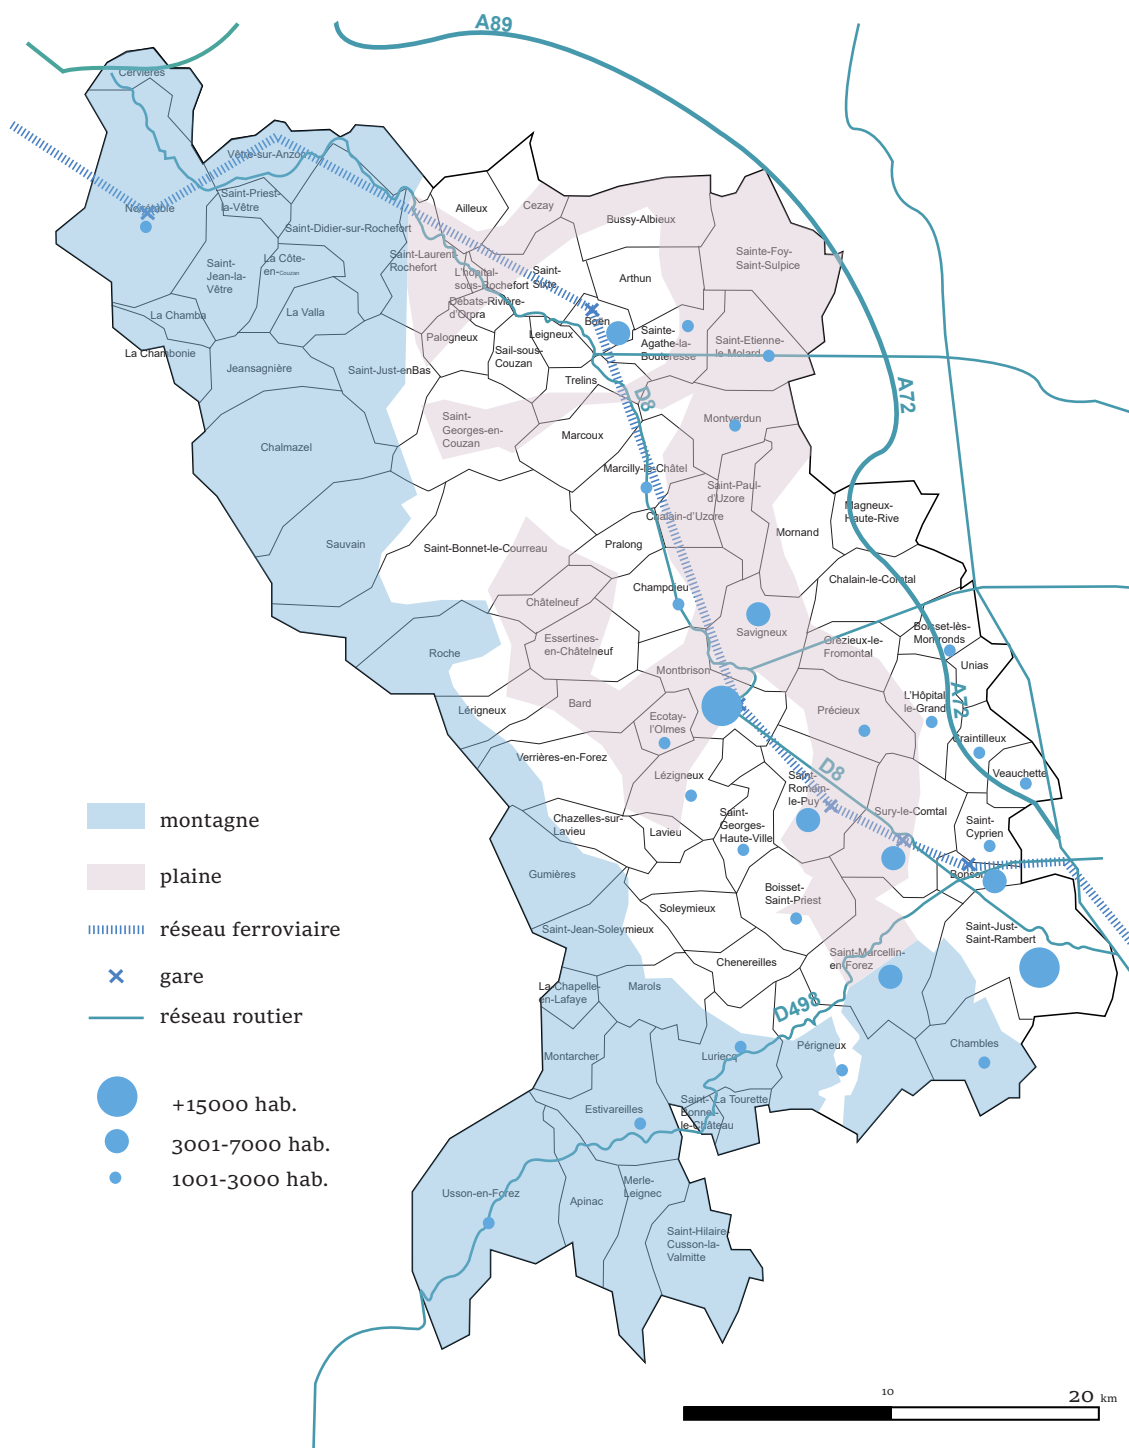 A89
Cervières
Vêtre-sur-Anzon
Noirétable
Saint-Priest-
la-Vêtre
Saint-Didier-sur-Rochefort
Saint-
Jean-la-
Vêtre
La Côte-
en-Couzan
La Chamba
La Valla
La Chambonie
Jeansagnière
Saint-Just-enBas
Chalmazel
Sauvain
Ailleux
Cezay
Bussy-Albieux
Sainte-Foy-
Saint-Sulpice
Saint-Laurent-
Rochefort
L'hôpital-
sous-Rochefort
Saint-
Sixte
Arthun
Débats-Rivière-
d'Orpra
Boën
Palogneux
Leigneux
Sail-sous-
Couzan
Sainte-
Agathe-la-
Bouteresse
Saint-Etienne-
le-Molard
Trelins
D8
A72
Saint-
Georges-en-
Couzan
Marcoux
Montverdun
Marcilly-le-Châtel
Saint-Paul-
d'Uzore
Chalain-d'Uzore
Magneux-
Haute-Rive
Mornand
Saint-Bonnet-le-Courreau
Pralong
Champdieu
Chalain-le-Comtal
Châtelneuf
Savigneux
Essertines-
en-Châtelneuf
Grézieux-le-
Fromontal
Boisset-lès-
Montronds
Roche
Unias
Montbrison
Bard
Lérigneux
Ecotay-
l'Olmes
Précieux
L'Hôpital-
le-Grand
A72
Craintilleux
Verrières-en-Forez
Lézigneux
D8
Saint-
Romain-
le-Puy
Veauchette
Sury-le-Comtal
Chazelles-sur-
Lavieu
Lavieu
Saint-
Georges-
Haute-Ville
Saint-
Cyprien
Gumières
Bonson
Boisset-
Saint-Priest
Soleymieux
Saint-Jean-Soleymieux
Saint-Just-
Saint-Rambert
Chenereilles
Saint-Marcellin-
en-Forez
La Chapelle-
en-Lafaye
Marols
D498
Montarcher
Luriecq
Périgneux
Chambles
Estivareilles
Saint-
Bonnet-
le-Château
La Tourette
Usson-en-Forez
Apinac
Merle-
Leignec
Saint-Hilaire-
Cusson-la-
Valmitte
montagne
plaine
réseau ferroviaire
gare
réseau routier
+15000 hab.
3001-7000 hab.
1001-3000 hab.
10
20 km